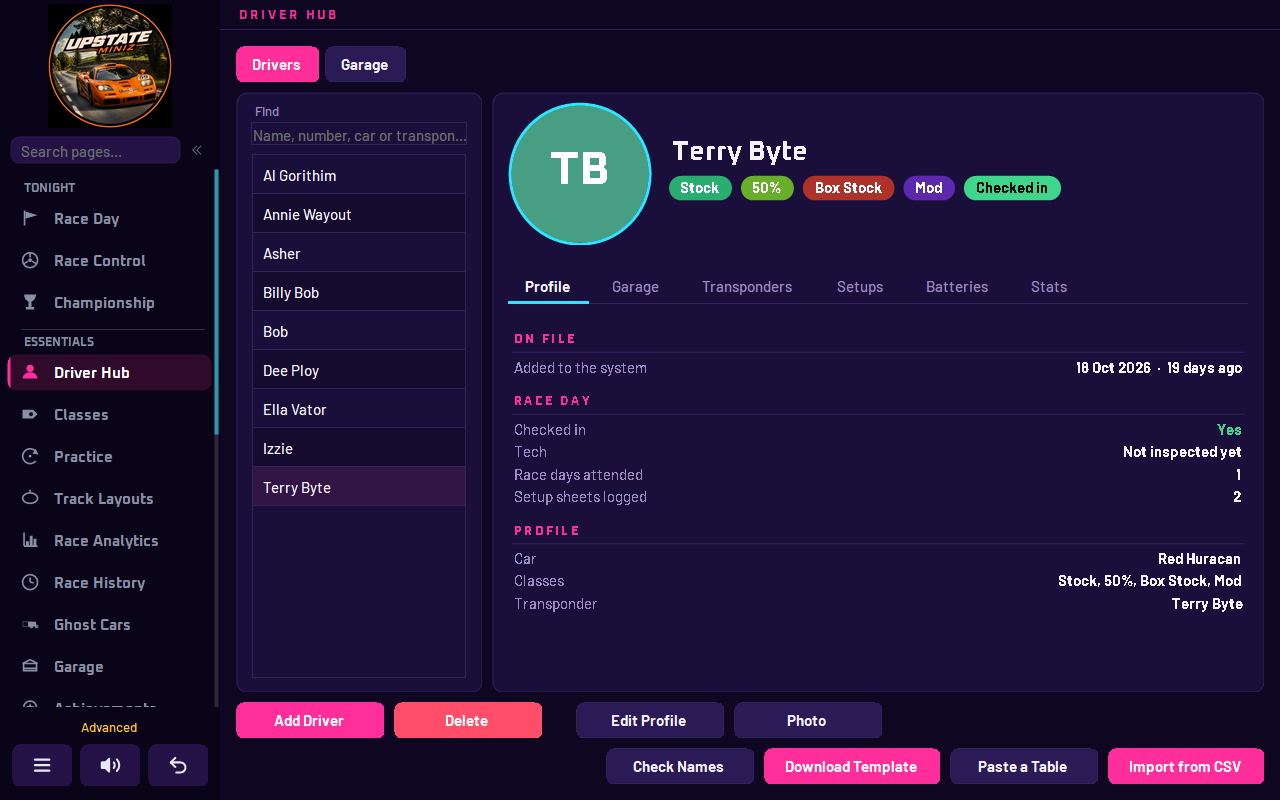 UPSTATE
MINIZ
Search pages...
«
TONIGHT
Race Day
Race Control
Championship
ESSENTIALS
Driver Hub
Classes
Practice
Track Layouts
Race Analytics
Race History
Ghost Cars
Garage
Achievements
Advanced
DRIVER HUB
Drivers
Garage
Find
Name, number, car or transpon...
Al Gorithim
Annie Wayout
Asher
Billy Bob
Bob
Dee Ploy
Ella Vator
Izzie
Terry Byte
TB
Terry Byte
Stock 50% Box Stock Mod Checked in
Profile Garage Transponders Setups Batteries Stats
ON FILE
Added to the system 18 Oct 2026 · 19 days ago
RACE DAY
Checked in Yes
Tech Not inspected yet
Race days attended 1
Setup sheets logged 2
PROFILE
Car Red Huracan
Classes Stock, 50%, Box Stock, Mod
Transponder Terry Byte
Add Driver Delete Edit Profile Photo
Check Names Download Template Paste a Table Import from CSV